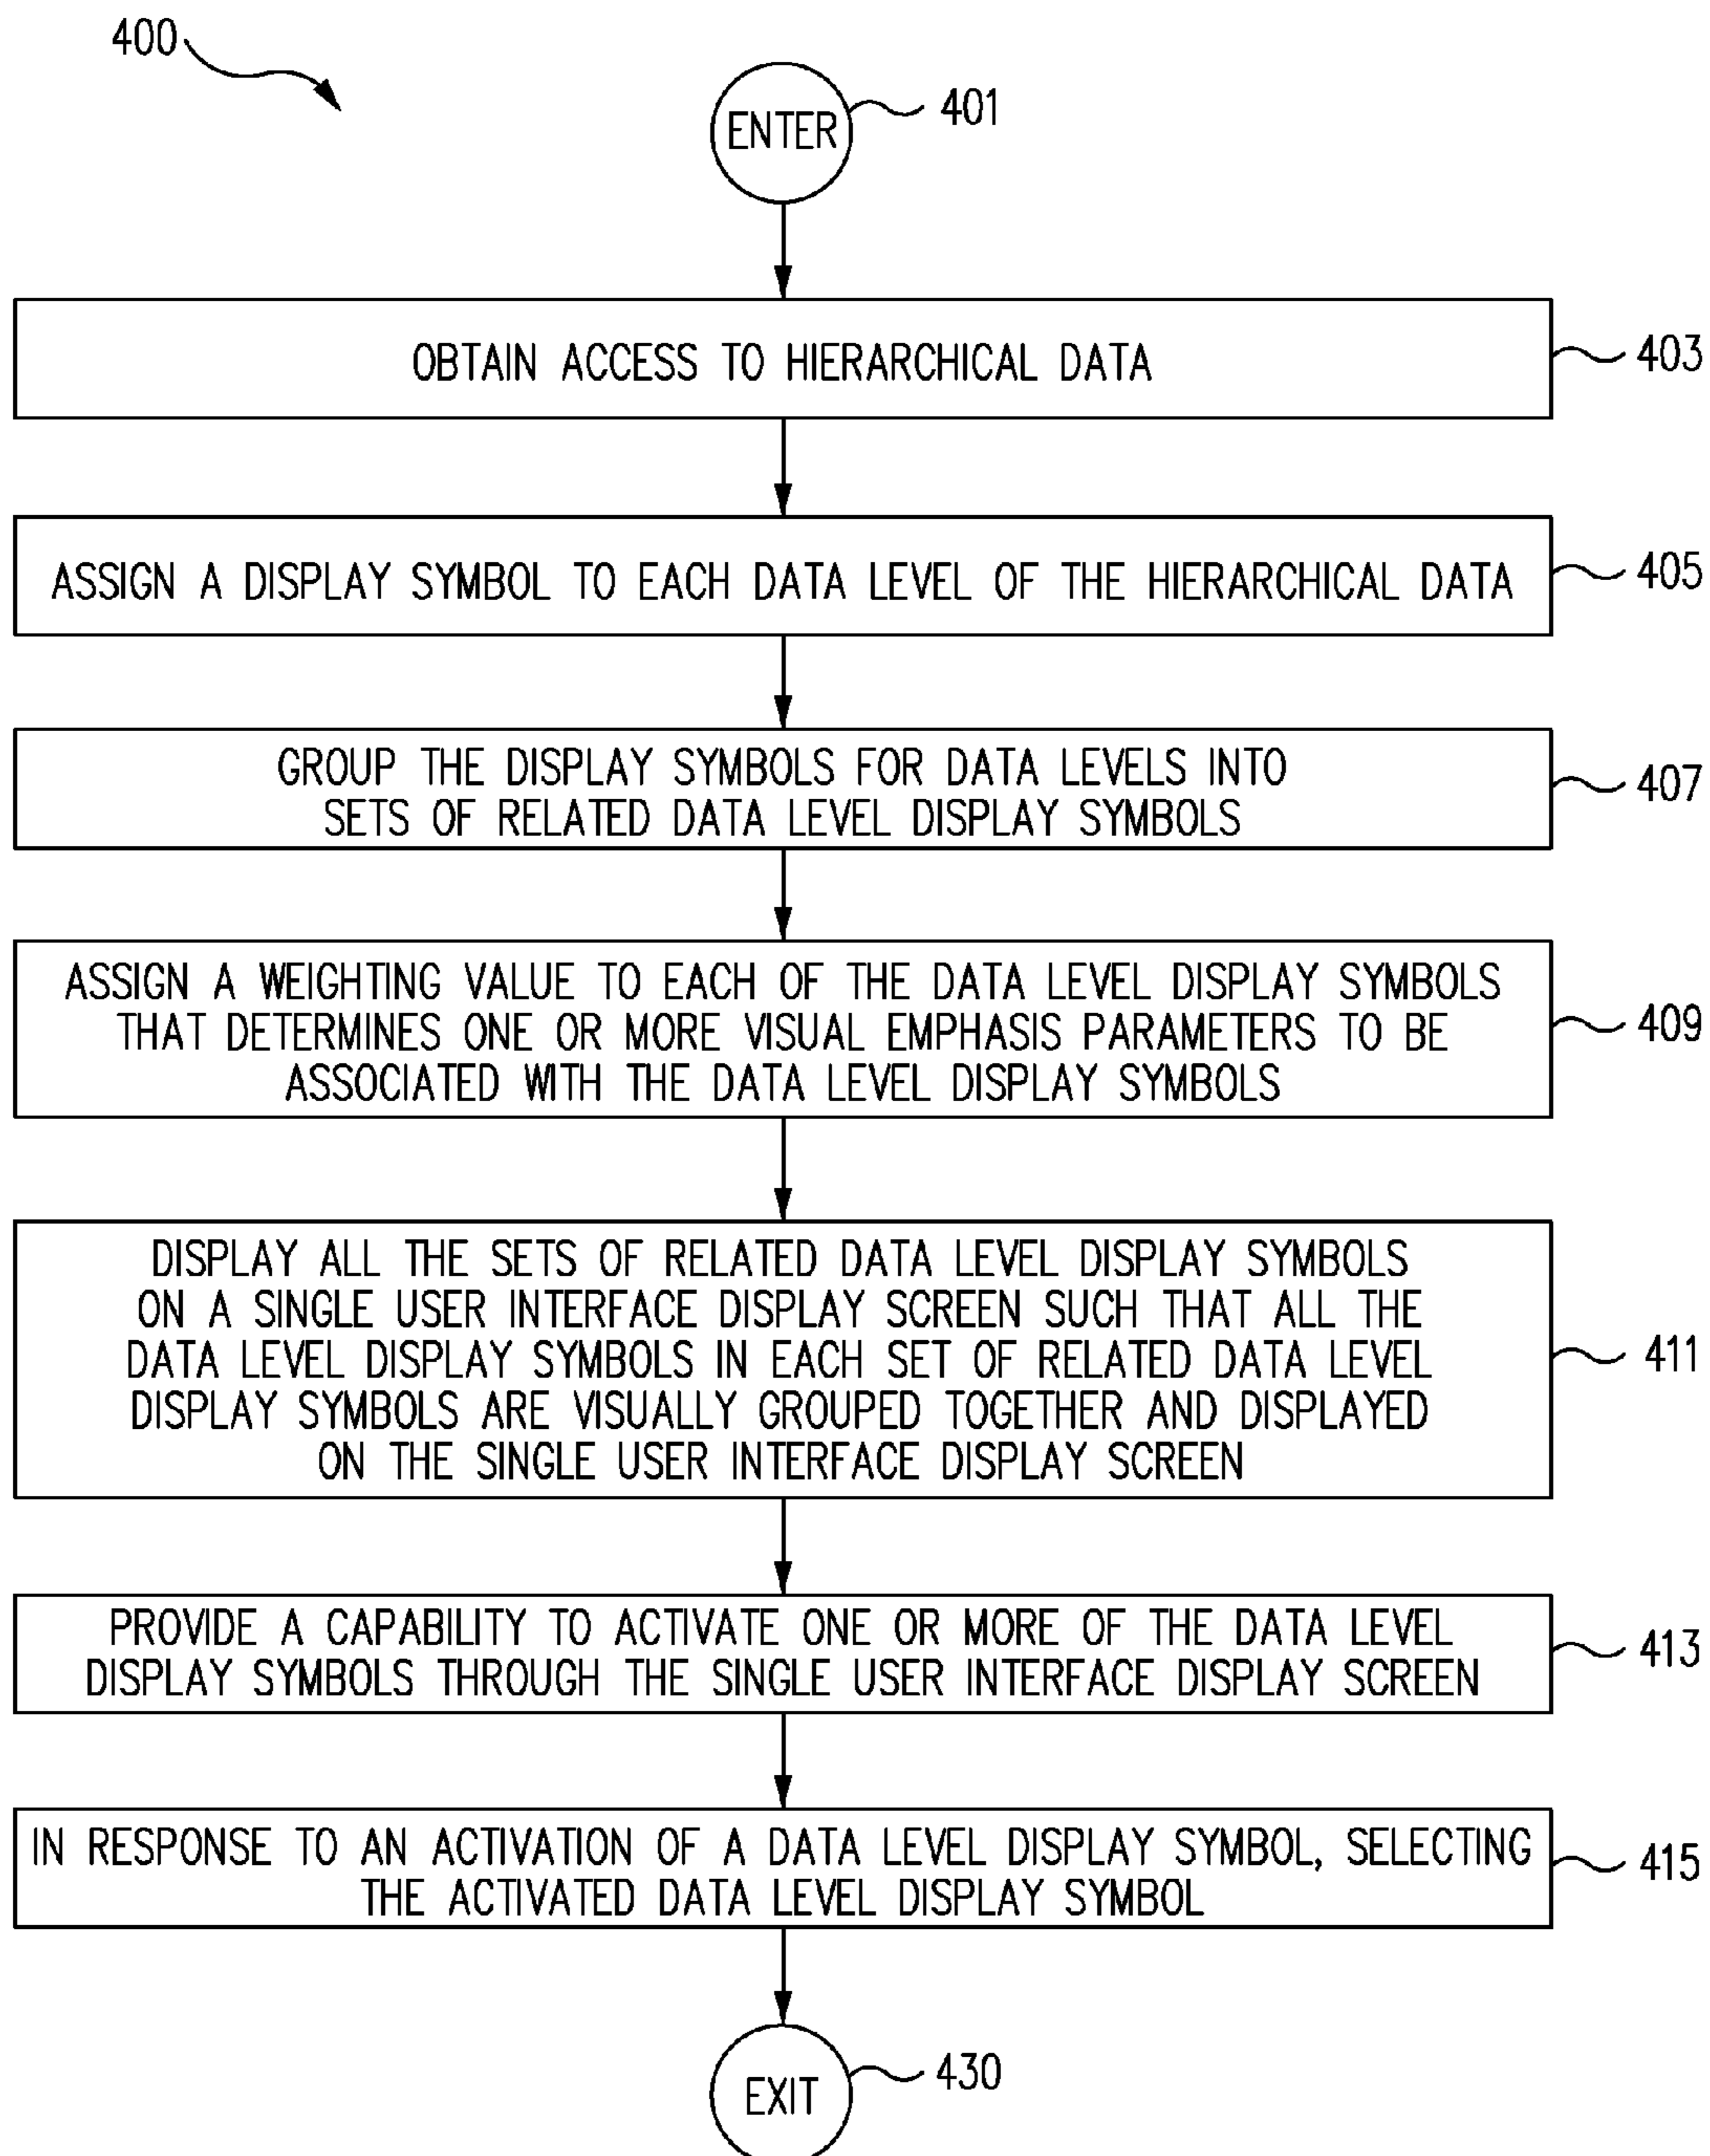 400
ENTER
401
OBTAIN ACCESS TO HIERARCHICAL DATA
403
ASSIGN A DISPLAY SYMBOL TO EACH DATA LEVEL OF THE HIERARCHICAL DATA
405
GROUP THE DISPLAY SYMBOLS FOR DATA LEVELS INTO
SETS OF RELATED DATA LEVEL DISPLAY SYMBOLS
407
ASSIGN A WEIGHTING VALUE TO EACH OF THE DATA LEVEL DISPLAY SYMBOLS
THAT DETERMINES ONE OR MORE VISUAL EMPHASIS PARAMETERS TO BE
ASSOCIATED WITH THE DATA LEVEL DISPLAY SYMBOLS
409
DISPLAY ALL THE SETS OF RELATED DATA LEVEL DISPLAY SYMBOLS
ON A SINGLE USER INTERFACE DISPLAY SCREEN SUCH THAT ALL THE
DATA LEVEL DISPLAY SYMBOLS IN EACH SET OF RELATED DATA LEVEL
DISPLAY SYMBOLS ARE VISUALLY GROUPED TOGETHER AND DISPLAYED
ON THE SINGLE USER INTERFACE DISPLAY SCREEN
411
PROVIDE A CAPABILITY TO ACTIVATE ONE OR MORE OF THE DATA LEVEL
DISPLAY SYMBOLS THROUGH THE SINGLE USER INTERFACE DISPLAY SCREEN
413
IN RESPONSE TO AN ACTIVATION OF A DATA LEVEL DISPLAY SYMBOL, SELECTING
THE ACTIVATED DATA LEVEL DISPLAY SYMBOL
415
EXIT
430